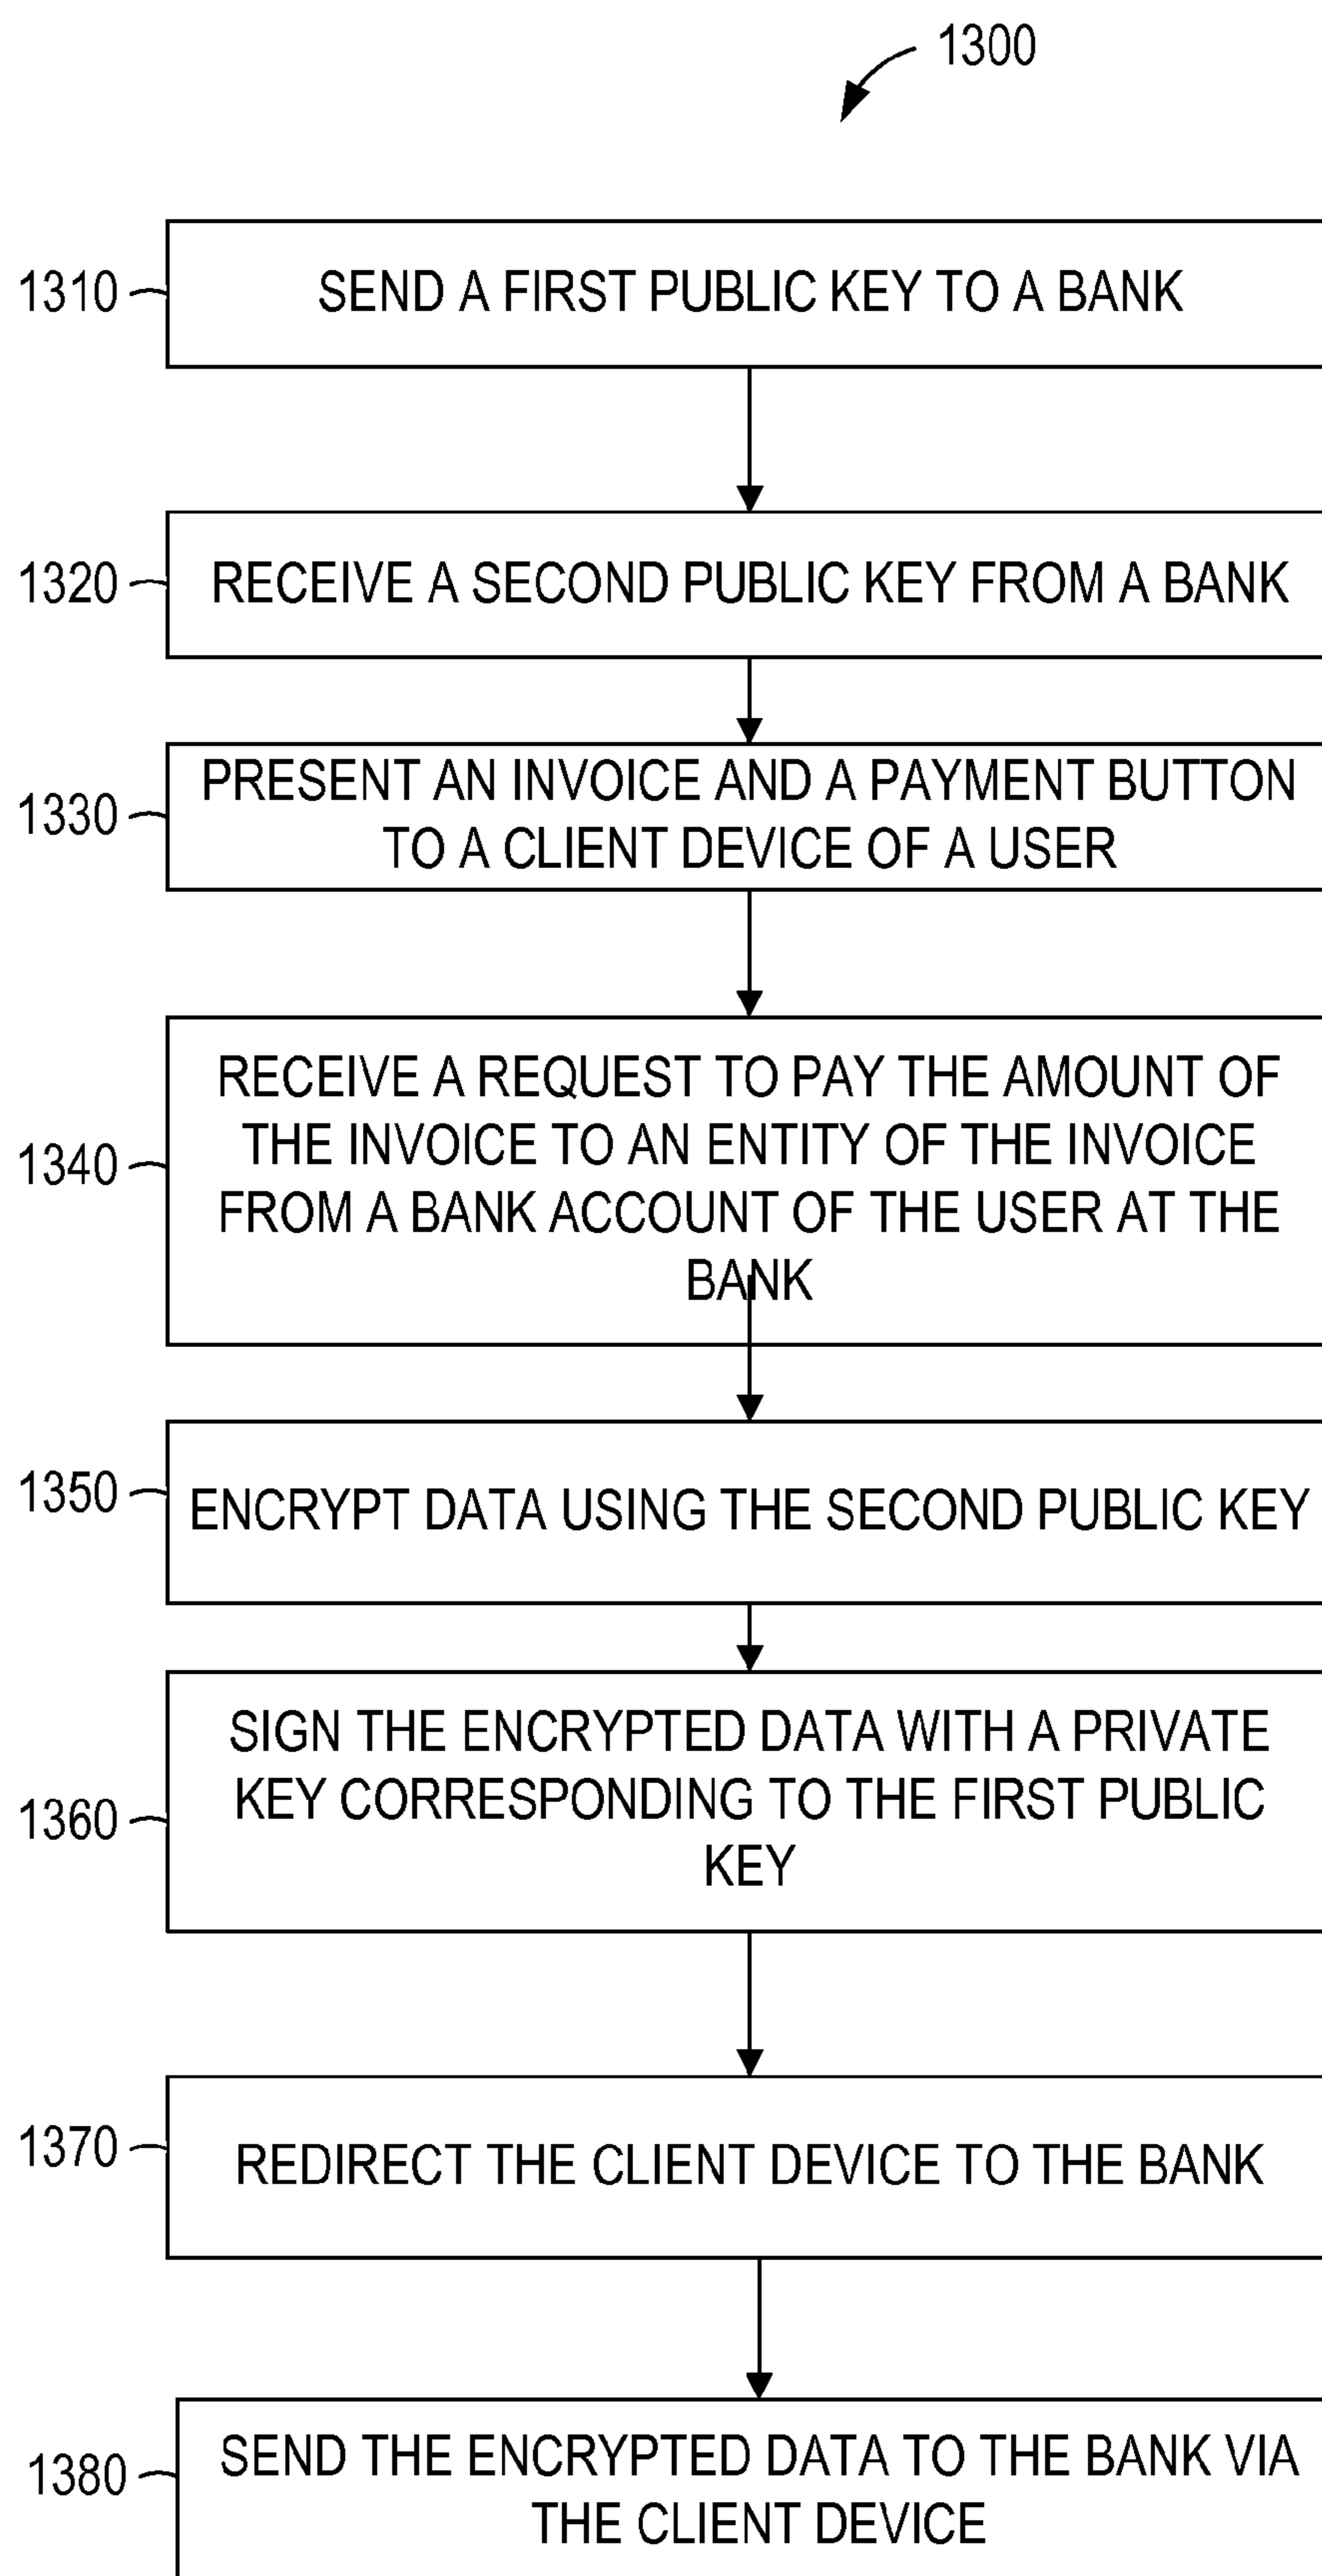 1300
1310
SEND A FIRST PUBLIC KEY TO A BANK
1320
RECEIVE A SECOND PUBLIC KEY FROM A BANK
1330
PRESENT AN INVOICE AND A PAYMENT BUTTON
TO A CLIENT DEVICE OF A USER
1340
RECEIVE A REQUEST TO PAY THE AMOUNT OF
THE INVOICE TO AN ENTITY OF THE INVOICE
FROM A BANK ACCOUNT OF THE USER AT THE
BANK
1350
ENCRYPT DATA USING THE SECOND PUBLIC KEY
1360
SIGN THE ENCRYPTED DATA WITH A PRIVATE
KEY CORRESPONDING TO THE FIRST PUBLIC
KEY
1370
REDIRECT THE CLIENT DEVICE TO THE BANK
1380
SEND THE ENCRYPTED DATA TO THE BANK VIA
THE CLIENT DEVICE